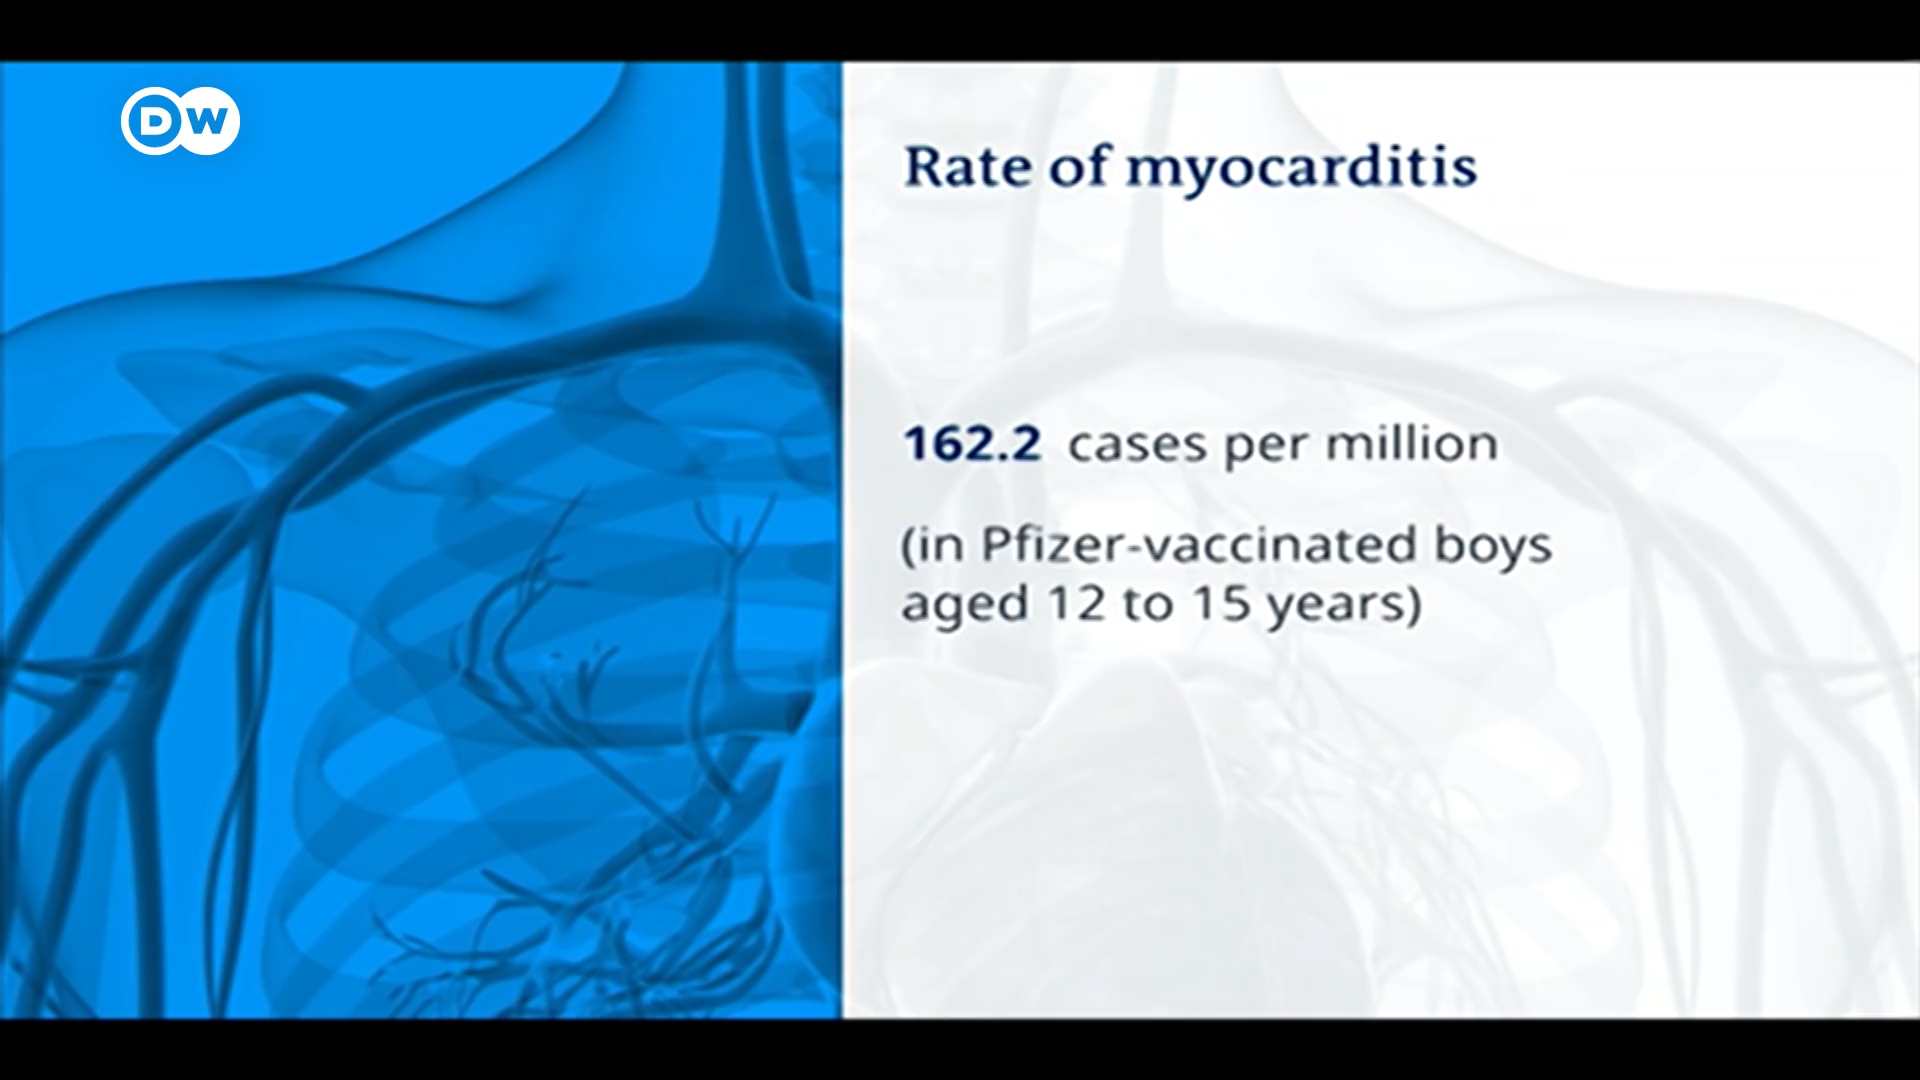 DW
Rate of myocarditis
162.2 cases per million
(in Pfizer-vaccinated boys
aged 12 to 15 years)